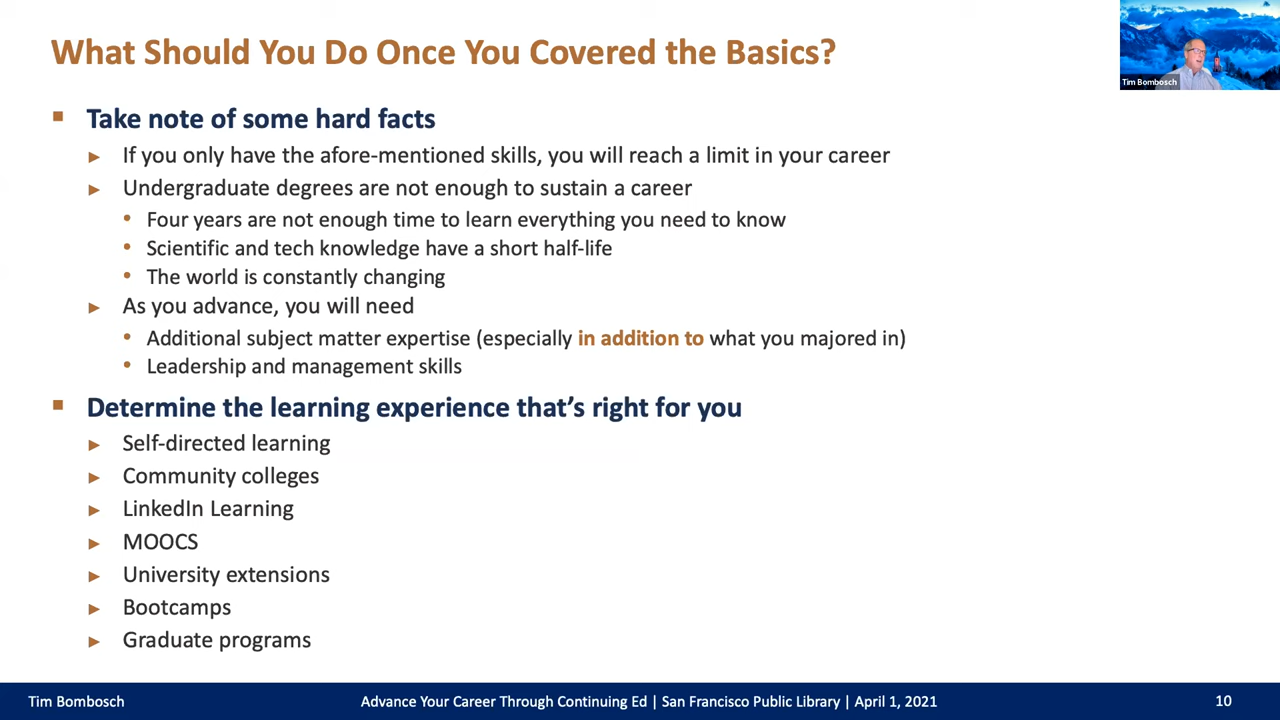 What Should You Do Once You Covered the Basics?
Tim Bombosch
Take note of some hard facts
If you only have the afore-mentioned skills, you will reach a limit in your career
Undergraduate degrees are not enough to sustain a career
Four years are not enough time to learn everything you need to know
Scientific and tech knowledge have a short half-life
The world is constantly changing
As you advance, you will need
Additional subject matter expertise (especially in addition to what you majored in)
Leadership and management skills
Determine the learning experience that's right for you
Self-directed learning
Community colleges
LinkedIn Learning
MOOCS
University extensions
Bootcamps
Graduate programs
Tim Bombosch
Advance Your Career Through Continuing Ed | San Francisco Public Library | April 1, 2021
10